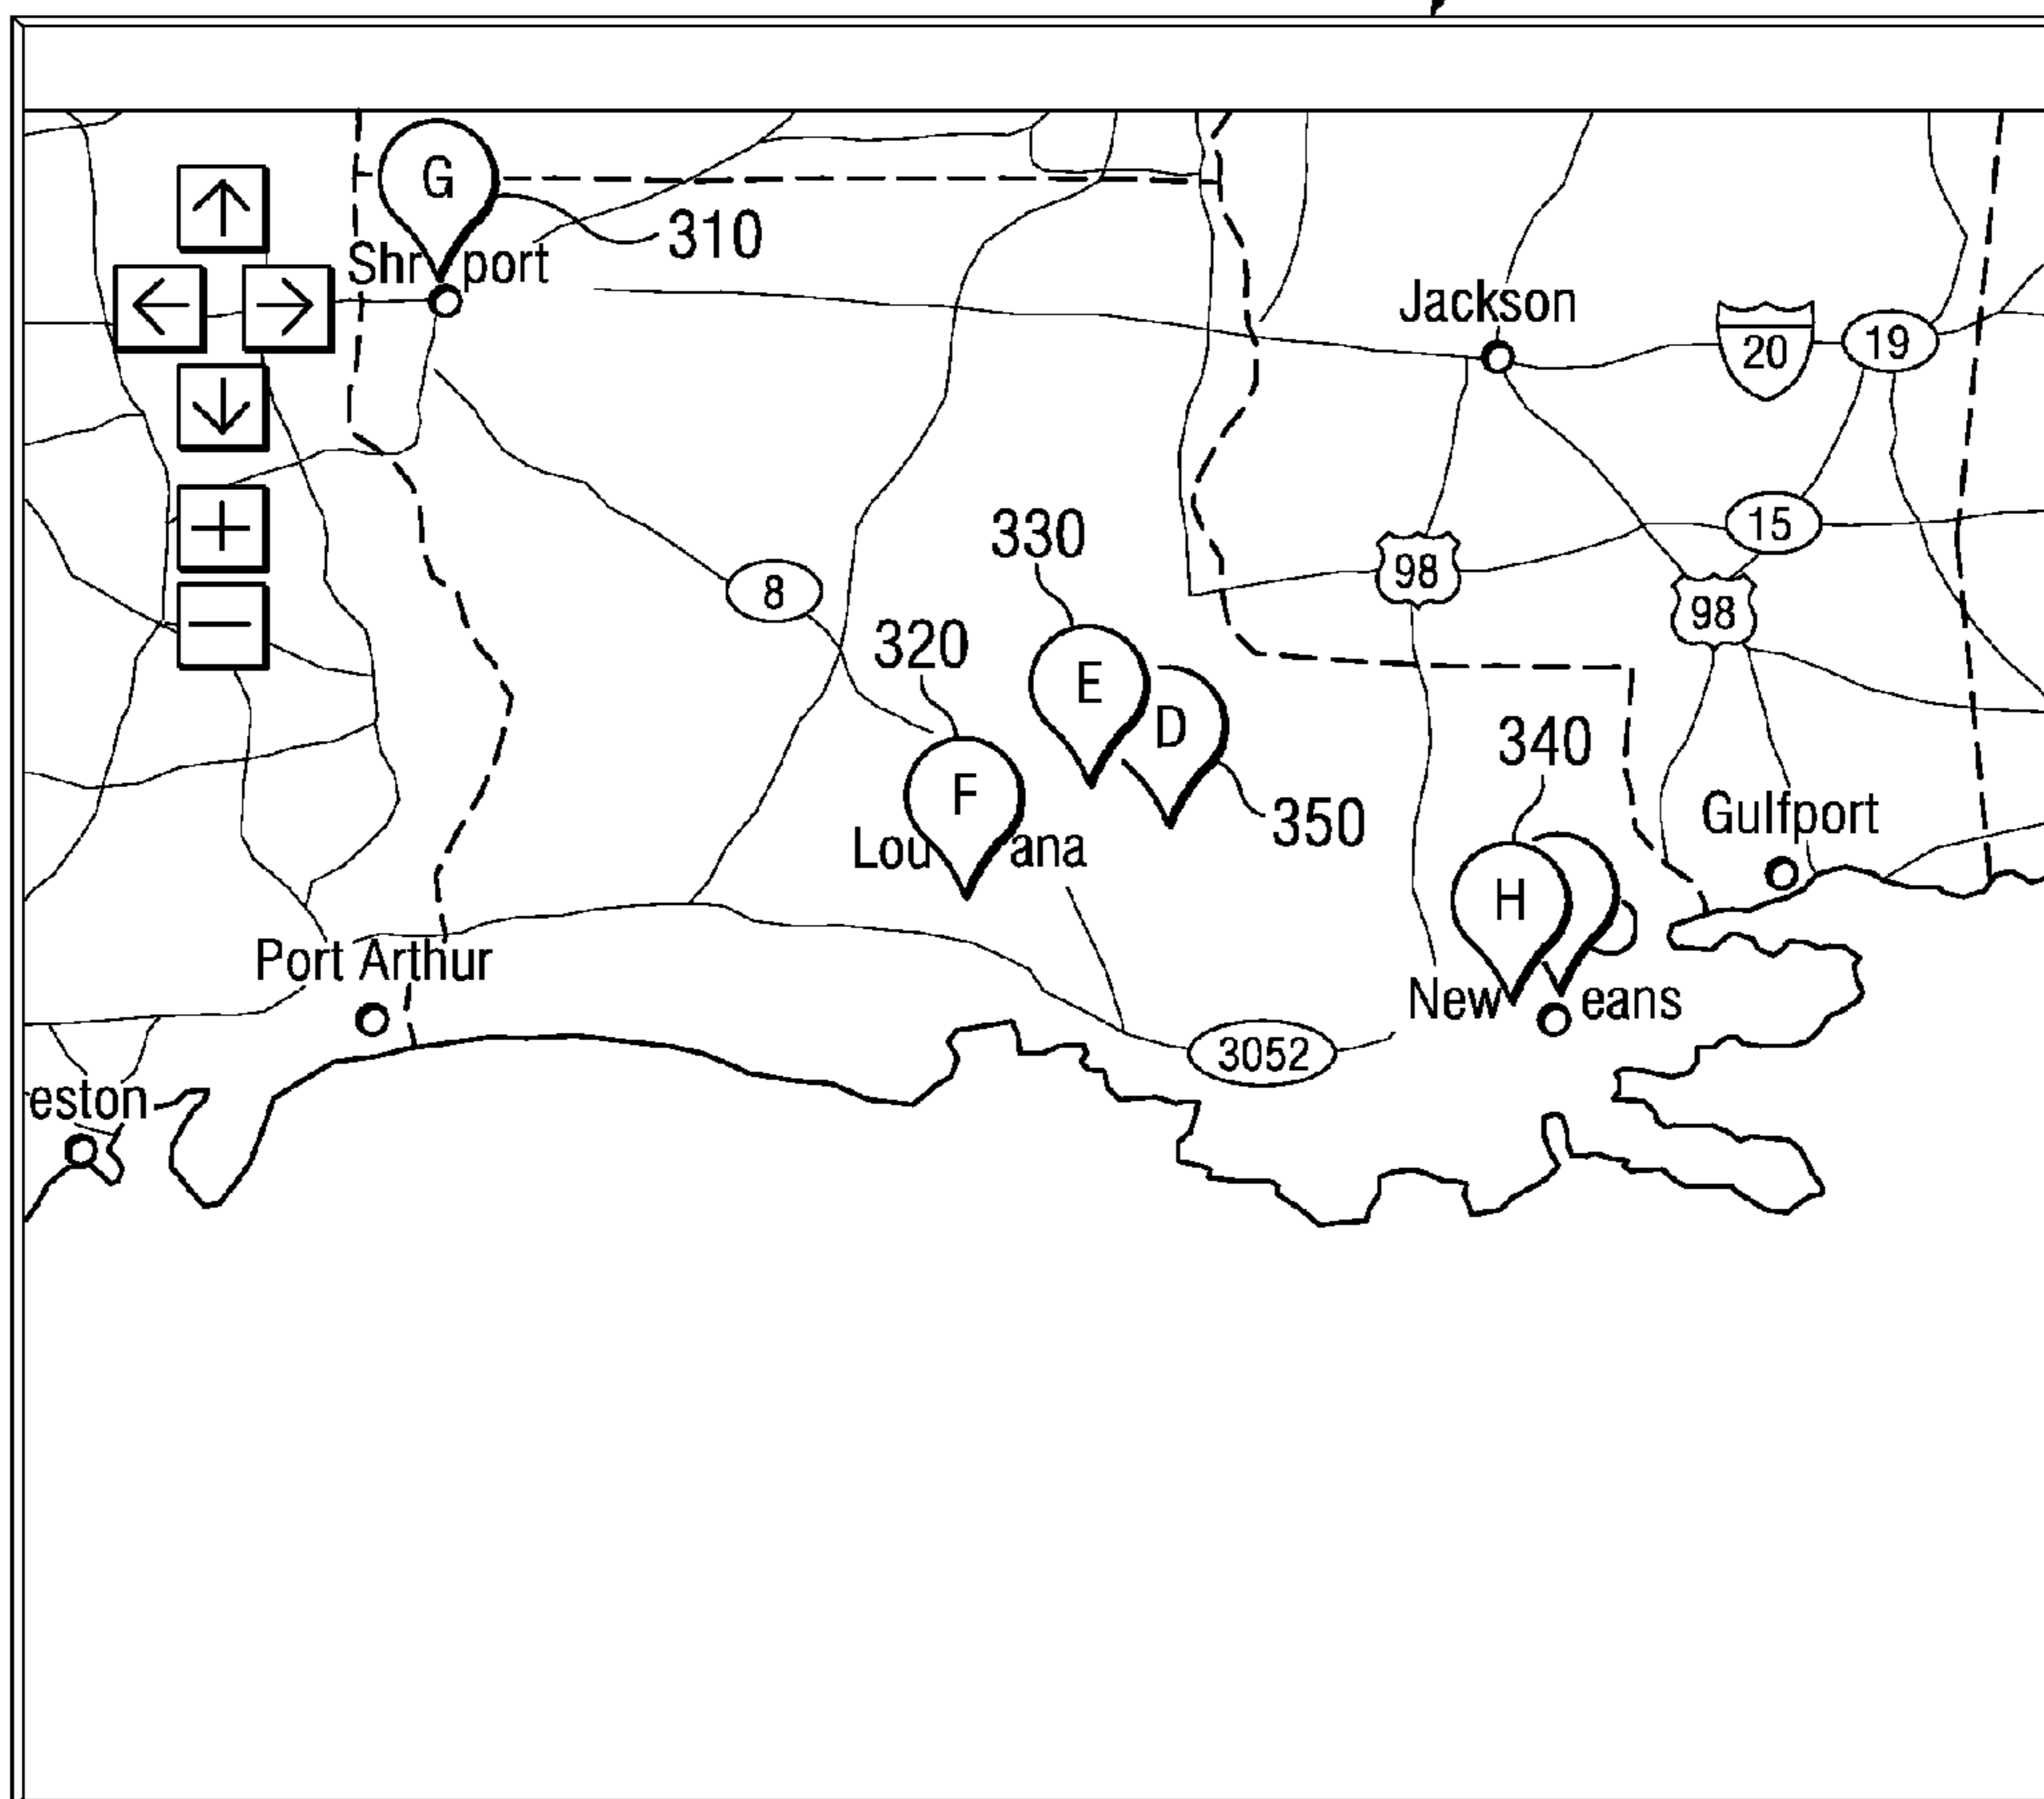 G
310
Shr port
Jackson
20
19
330
15
8
98
98
320
E
D
340
F
350
Gulfport
Lou ana
H
Port Arthur
New eans
3052
eston